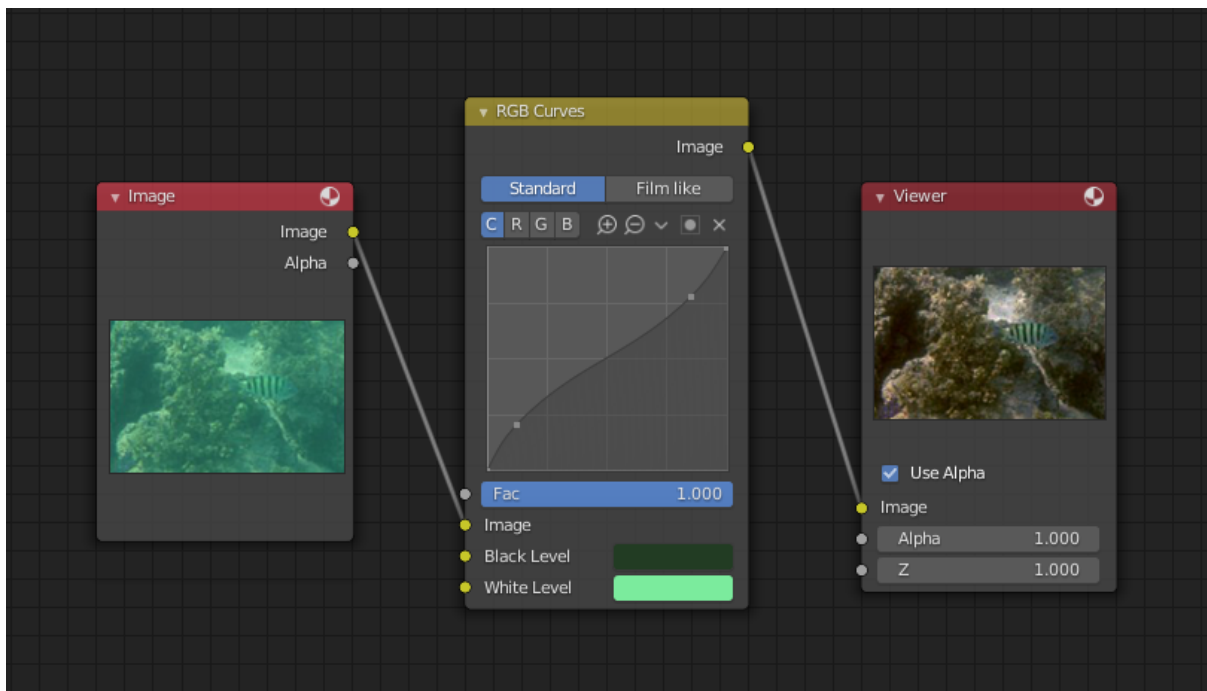 Image
Image
Alpha
RGB Curves
Image
Standard Film like
C R G B
Fac 1.000
Image
Black Level
White Level
Viewer
Use Alpha
Image
Alpha 1.000
Z 1.000